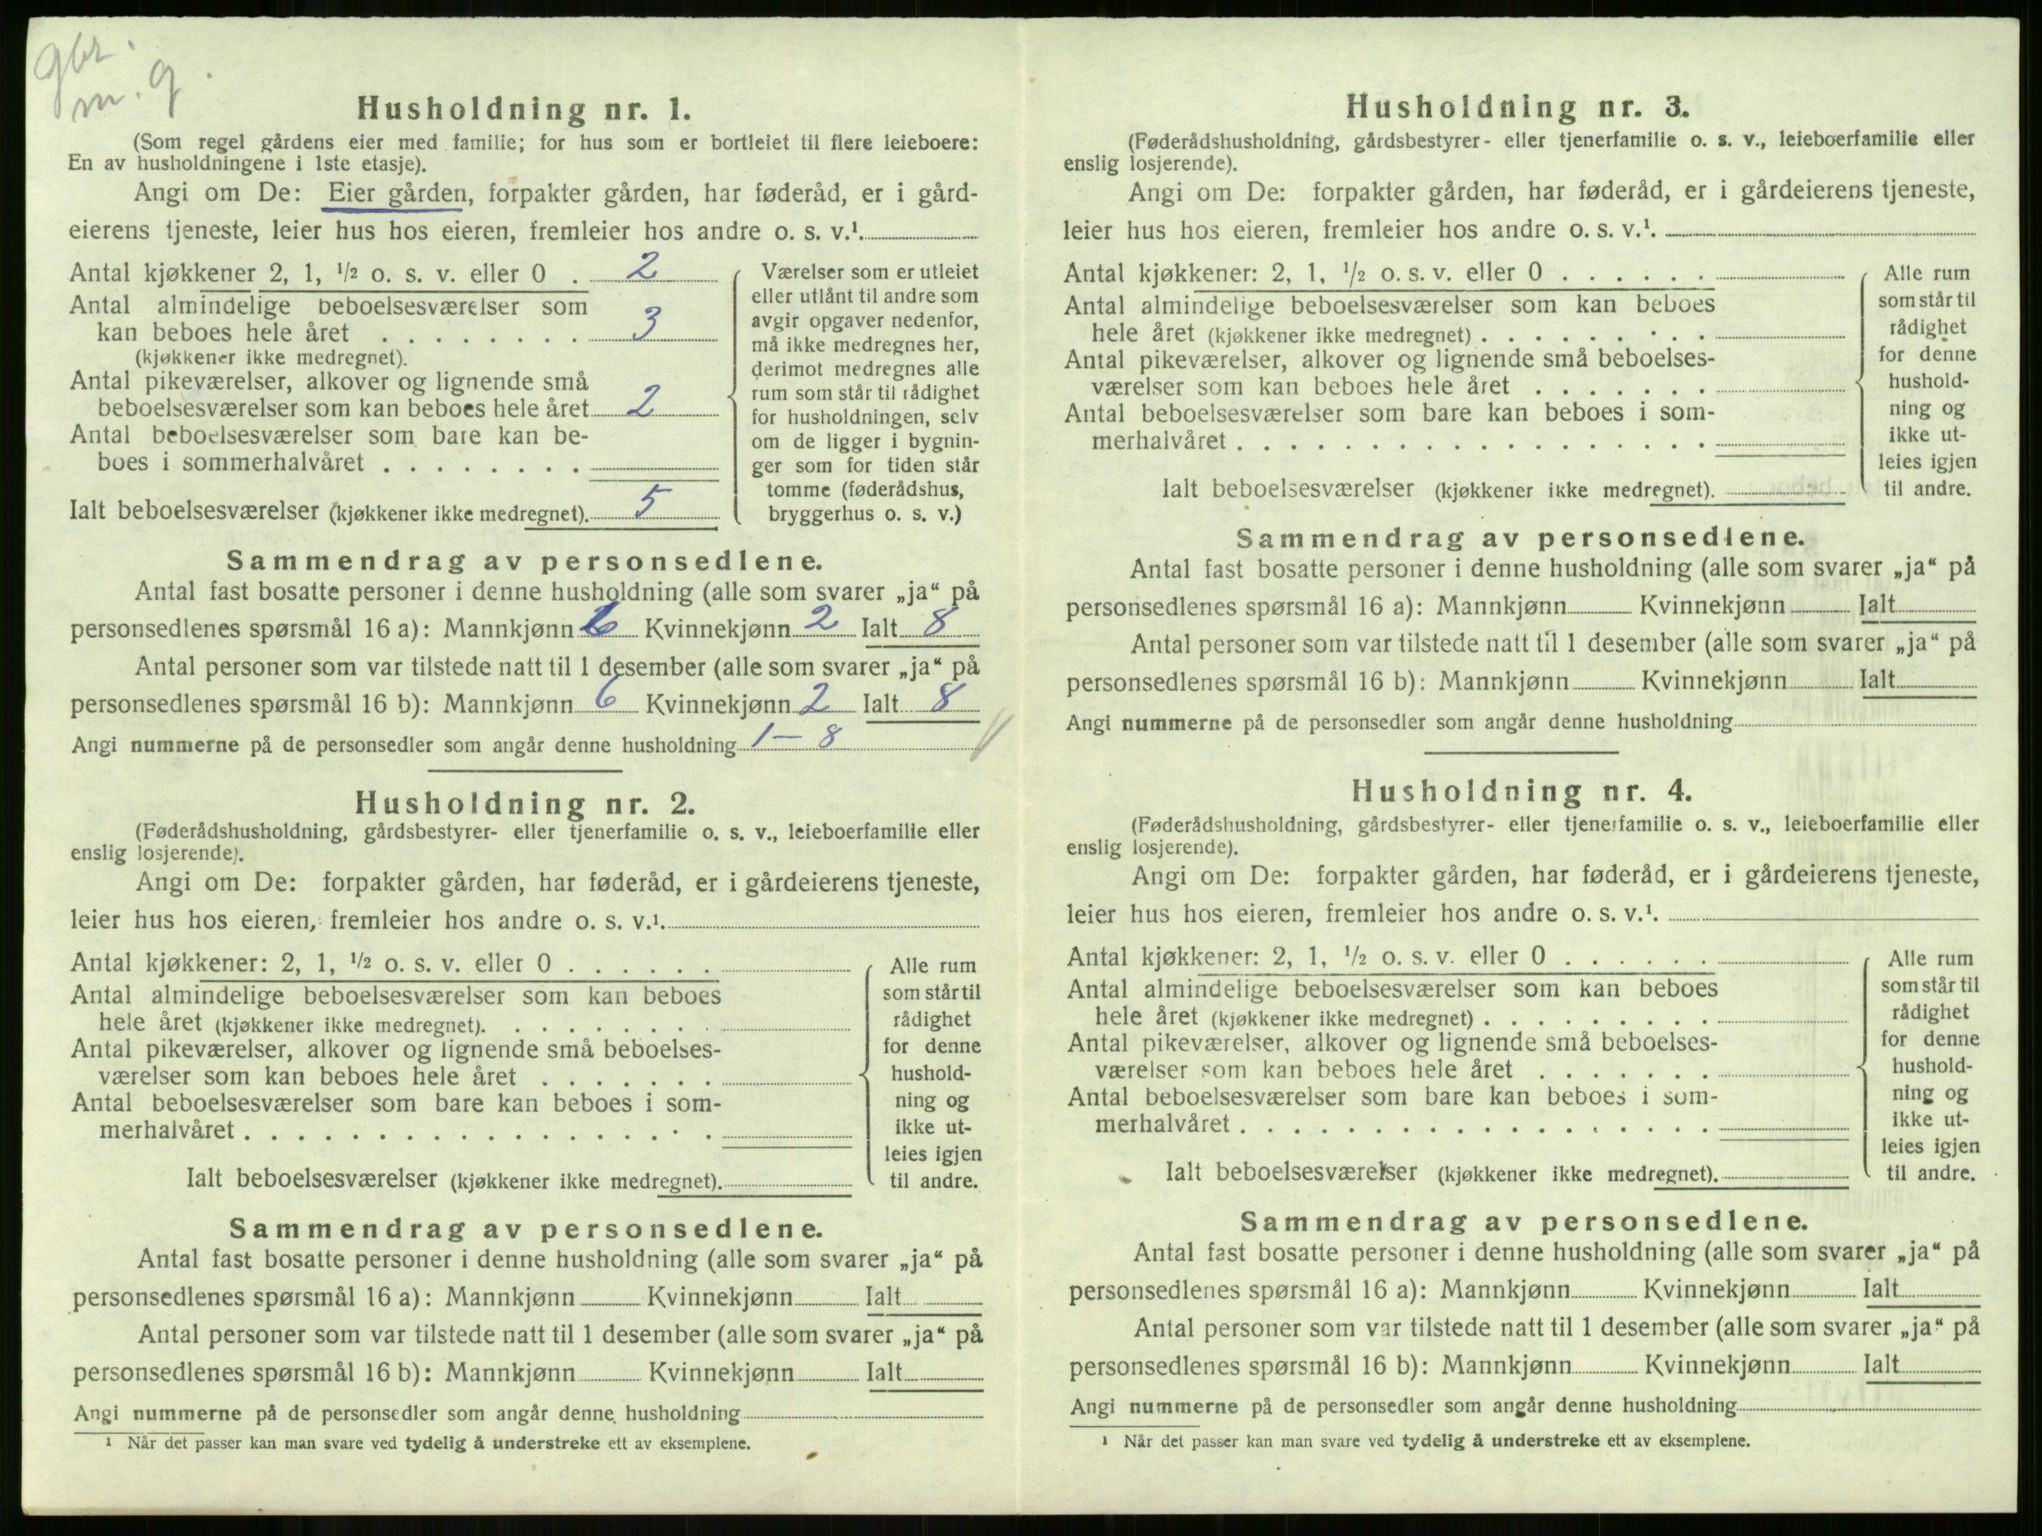 gbr.
m. g.
Husholdning nr. 1.
(Som regel gårdens eier med familie; for hus som er bortleiet til flere leieboere:
En av husholdningene i 1ste etasje).
Angi om De: Eier gården, forpakter gården, har føderåd, er i gård-
eierens tjeneste, leier hus hos eieren, fremleier hos andre o. s. v.¹.
Antal kjøkkener 2, 1, ½ o. s. v. eller 0 . 2
Antal almindelige beboelsesværelser som
kan beboes hele året . . . . . . . . 3
(kjøkkener ikke medregnet).
Antal pikeværelser, alkover og lignende små
beboelsesværelser som kan beboes hele året 2
Antal beboelsesværelser som bare kan be-
boes i sommerhalvåret . . . . . . . .
Ialt beboelsesværelser (kjøkkener ikke medregnet). 5
Værelser som er utleiet
eller utlånt til andre som
avgir opgaver nedenfor,
må ikke medregnes her,
derimot medregnes alle
rum som står til rådighet
for husholdningen, selv
om de ligger i bygnin-
ger som for tiden står
tomme (føderådshus,
bryggerhus o. s. v.)
Sammendrag av personsedlene.
Antal fast bosatte personer i denne husholdning (alle som svarer „ja“ på
personsedlenes spørsmål 16 a): Mannkjønn 6 Kvinnekjønn 2 Ialt 8
Antal personer som var tilstede natt til 1 desember (alle som svarer „ja“ på
personsedlenes spørsmål 16 b): Mannkjønn 6 Kvinnekjønn 2 Ialt 8
Angi nummerne på de personsedler som angår denne husholdning 1 – 8
Husholdning nr. 2.
(Føderådshusholdning, gårdsbestyrer- eller tjenerfamilie o. s. v., leieboerfamilie eller
enslig losjerende).
Angi om De: forpakter gården, har føderåd, er i gårdeierens tjeneste,
leier hus hos eieren, fremleier hos andre o. s. v.¹.
Antal kjøkkener: 2, 1, ½ o. s. v. eller 0 . . . . . .
Antal almindelige beboelsesværelser som kan beboes
hele året (kjøkkener ikke medregnet). . . . . . . . .
Antal pikeværelser, alkover og lignende små beboelses-
værelser som kan beboes hele året . . . . . . .
Antal beboelsesværelser som bare kan beboes i som-
merhalvåret . . . . . . . . . . . . . . . . . .
Ialt beboelsesværelser (kjøkkener ikke medregnet).
Alle rum
som står til
rådighet
for denne
hushold-
ning og
ikke ut-
leies igjen
til andre.
Sammendrag av personsedlene.
Antal fast bosatte personer i denne husholdning (alle som svarer „ja“ på
personsedlenes spørsmål 16 a): Mannkjønn Kvinnekjønn Ialt
Antal personer som var tilstede natt til 1 desember (alle som svarer „ja“ på
personsedlenes spørsmål 16 b): Mannkjønn Kvinnekjønn Ialt
Angi nummerne på de personsedler som angår denne husholdning
¹ Når det passer kan man svare ved tydelig å understreke ett av eksemplene.
Husholdning nr. 3.
(Føderådshusholdning, gårdsbestyrer- eller tjenerfamilie o. s. v., leieboerfamilie eller
enslig losjerende).
Angi om De: forpakter gården, har føderåd, er i gårdeierens tjeneste,
leier hus hos eieren, fremleier hos andre o. s. v.¹.
Antal kjøkkener: 2, 1, ½ o. s. v. eller 0 . . . . . .
Antal almindelige beboelsesværelser som kan beboes
hele året (kjøkkener ikke medregnet) . . . . . . . . .
Antal pikeværelser, alkover og lignende små beboelses-
værelser som kan beboes hele året . . . . . . .
Antal beboelsesværelser som bare kan beboes i som-
merhalvåret . . . . . . . . . . . . . . . . . .
Ialt beboelsesværelser (kjøkkener ikke medregnet).
Alle rum
som står til
rådighet
for denne
hushold-
ning og
ikke ut-
leies igjen
til andre.
Sammendrag av personsedlene.
Antal fast bosatte personer i denne husholdning (alle som svarer „ja“ på
personsedlenes spørsmål 16 a): Mannkjønn Kvinnekjønn Ialt
Antal personer som var tilstede natt til 1 desember (alle som svarer „ja“ på
personsedlenes spørsmål 16 b): Mannkjønn Kvinnekjønn Ialt
Angi nummerne på de personsedler som angår denne husholdning
Husholdning nr. 4.
(Føderådshusholdning, gårdsbestyrer- eller tjenerfamilie o. s. v., leieboerfamilie eller
enslig losjerende).
Angi om De: forpakter gården, har føderåd, er i gårdeierens tjeneste,
leier hus hos eieren, fremleier hos andre o. s. v.¹.
Antal kjøkkener: 2, 1, ½ o. s. v. eller 0 . . . . . .
Antal almindelige beboelsesværelser som kan beboes
hele året (kjøkkener ikke medregnet) . . . . . . . . .
Antal pikeværelser, alkover og lignende små beboelses-
værelser som kan beboes hele året . . . . . . .
Antal beboelsesværelser som bare kan beboes i som-
merhalvåret . . . . . . . . . . . . . . . . . .
Ialt beboelsesværelser (kjøkkener ikke medregnet).
Alle rum
som står til
rådighet
for denne
hushold-
ning og
ikke ut-
leies igjen
til andre.
Sammendrag av personsedlene.
Antal fast bosatte personer i denne husholdning (alle som svarer „ja“ på
personsedlenes spørsmål 16 a): Mannkjønn Kvinnekjønn Ialt
Antal personer som var tilstede natt til 1 desember (alle som svarer „ja“ på
personsedlenes spørsmål 16 b): Mannkjønn Kvinnekjønn Ialt
Angi nummerne på de personsedler som angår denne husholdning
¹ Når det passer kan man svare ved tydelig å understreke ett av eksemplene.